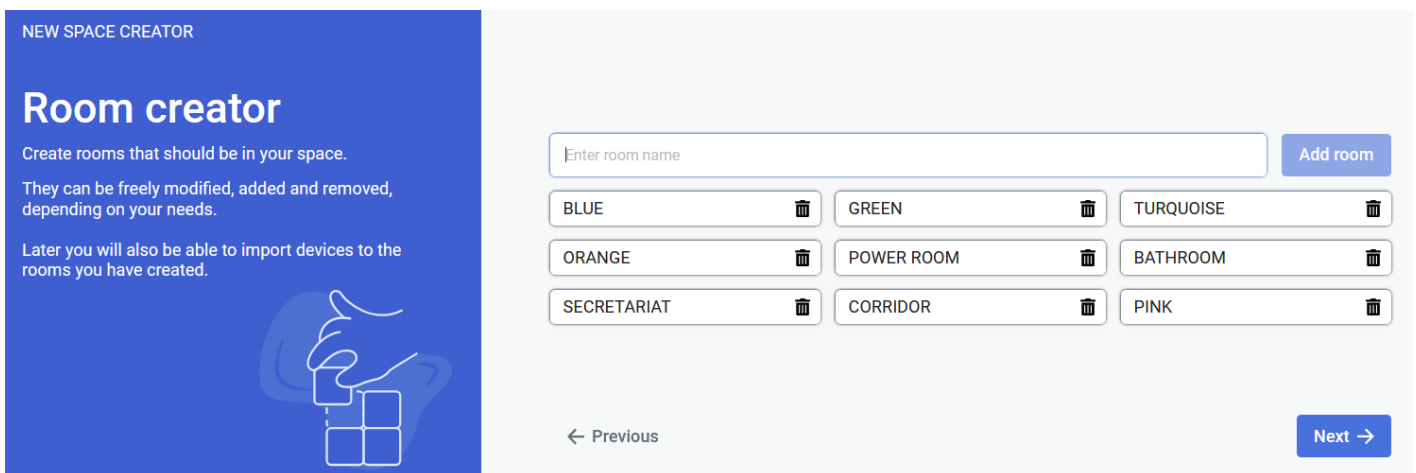 NEW SPACE CREATOR
Room creator
Create rooms that should be in your space.
They can be freely modified, added and removed,
depending on your needs.
Later you will also be able to import devices to the
rooms you have created.
Enter room name
Add room
BLUE
GREEN
TURQUOISE
ORANGE
POWER ROOM
BATHROOM
SECRETARIAT
CORRIDOR
PINK
← Previous
Next →